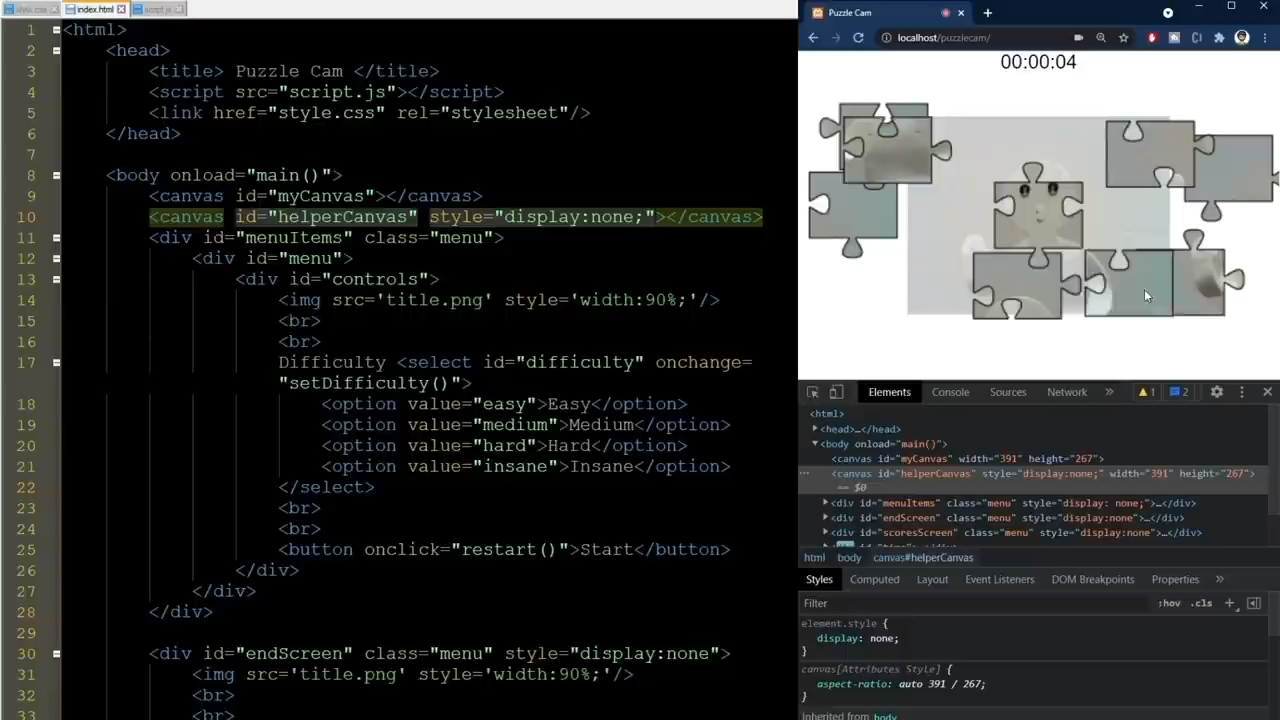 style.css index.html script.js
1 <html>
2 <head>
3 <title> Puzzle Cam </title>
4 <script src="script.js"></script>
5 <link href="style.css" rel="stylesheet"/>
6 </head>
7
8 <body onload="main()">
9 <canvas id="myCanvas"></canvas>
10 <canvas id="helperCanvas" style="display:none;"></canvas>
11 <div id="menuItems" class="menu">
12 <div id="menu">
13 <div id="controls">
14 <img src='title.png' style='width:90%;'/>
15 <br>
16 <br>
17 Difficulty <select id="difficulty" onchange=
"setDifficulty()">
18 <option value="easy">Easy</option>
19 <option value="medium">Medium</option>
20 <option value="hard">Hard</option>
21 <option value="insane">Insane</option>
22 </select>
23 <br>
24 <br>
25 <button onclick="restart()">Start</button>
26 </div>
27 </div>
28 </div>
29
30 <div id="endScreen" class="menu" style="display:none">
31 <img src='title.png' style='width:90%;'/>
32 <br>
33 <br>
Puzzle Cam
localhost/puzzlecam/
00:00:04
Elements Console Sources Network » 1 2
<html>
<head>…</head>
<body onload="main()">
<canvas id="myCanvas" width="391" height="267">
… <canvas id="helperCanvas" style="display:none;" width="391" height="267">
== $0
<div id="menuItems" class="menu" style="display: none;">…</div>
<div id="endScreen" class="menu" style="display:none">…</div>
<div id="scoresScreen" class="menu" style="display:none">…</div>
html body canvas#helperCanvas
Styles Computed Layout Event Listeners DOM Breakpoints Properties »
Filter :hov .cls +
element.style {
display: none;
}
canvas[Attributes Style] {
aspect-ratio: auto 391 / 267;
}
Inherited from body